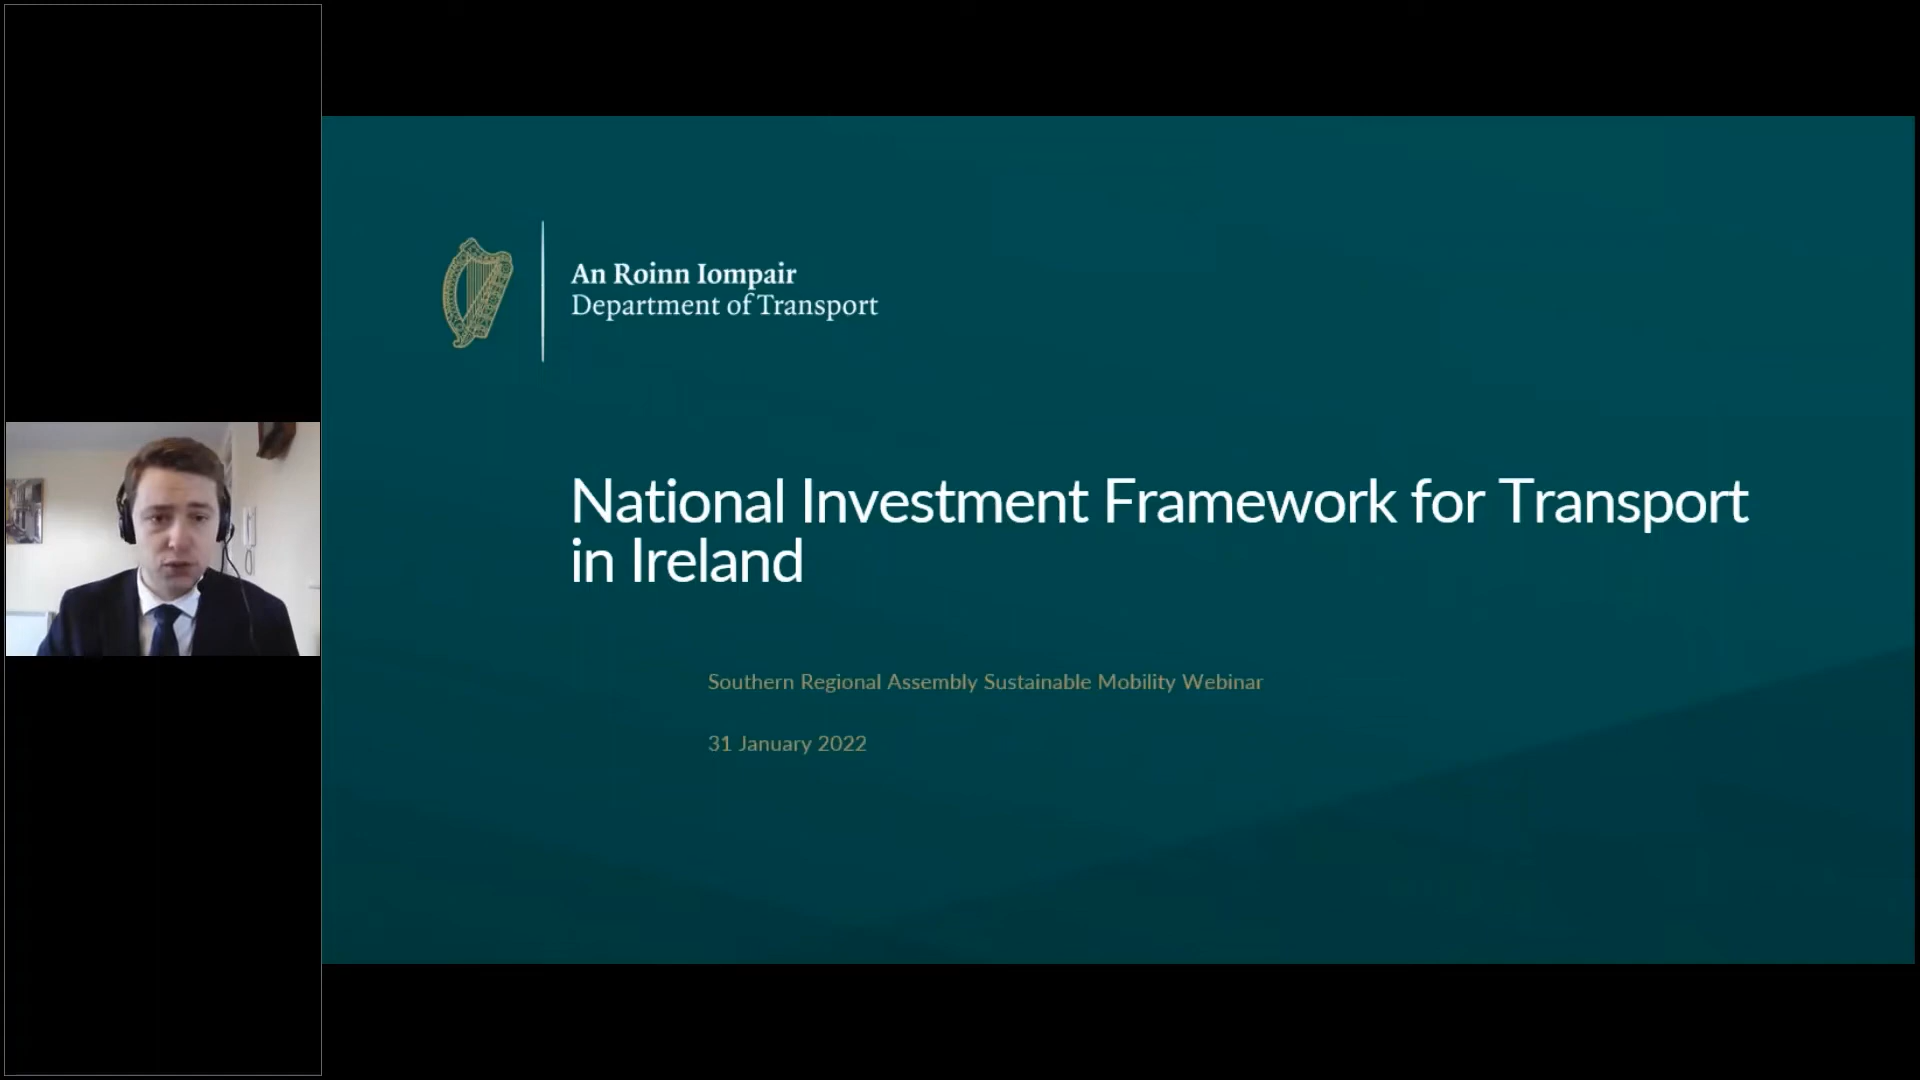 An Roinn Iompair
Department of Transport
National Investment Framework for Transport
in Ireland
Southern Regional Assembly Sustainable Mobility Webinar
31 January 2022